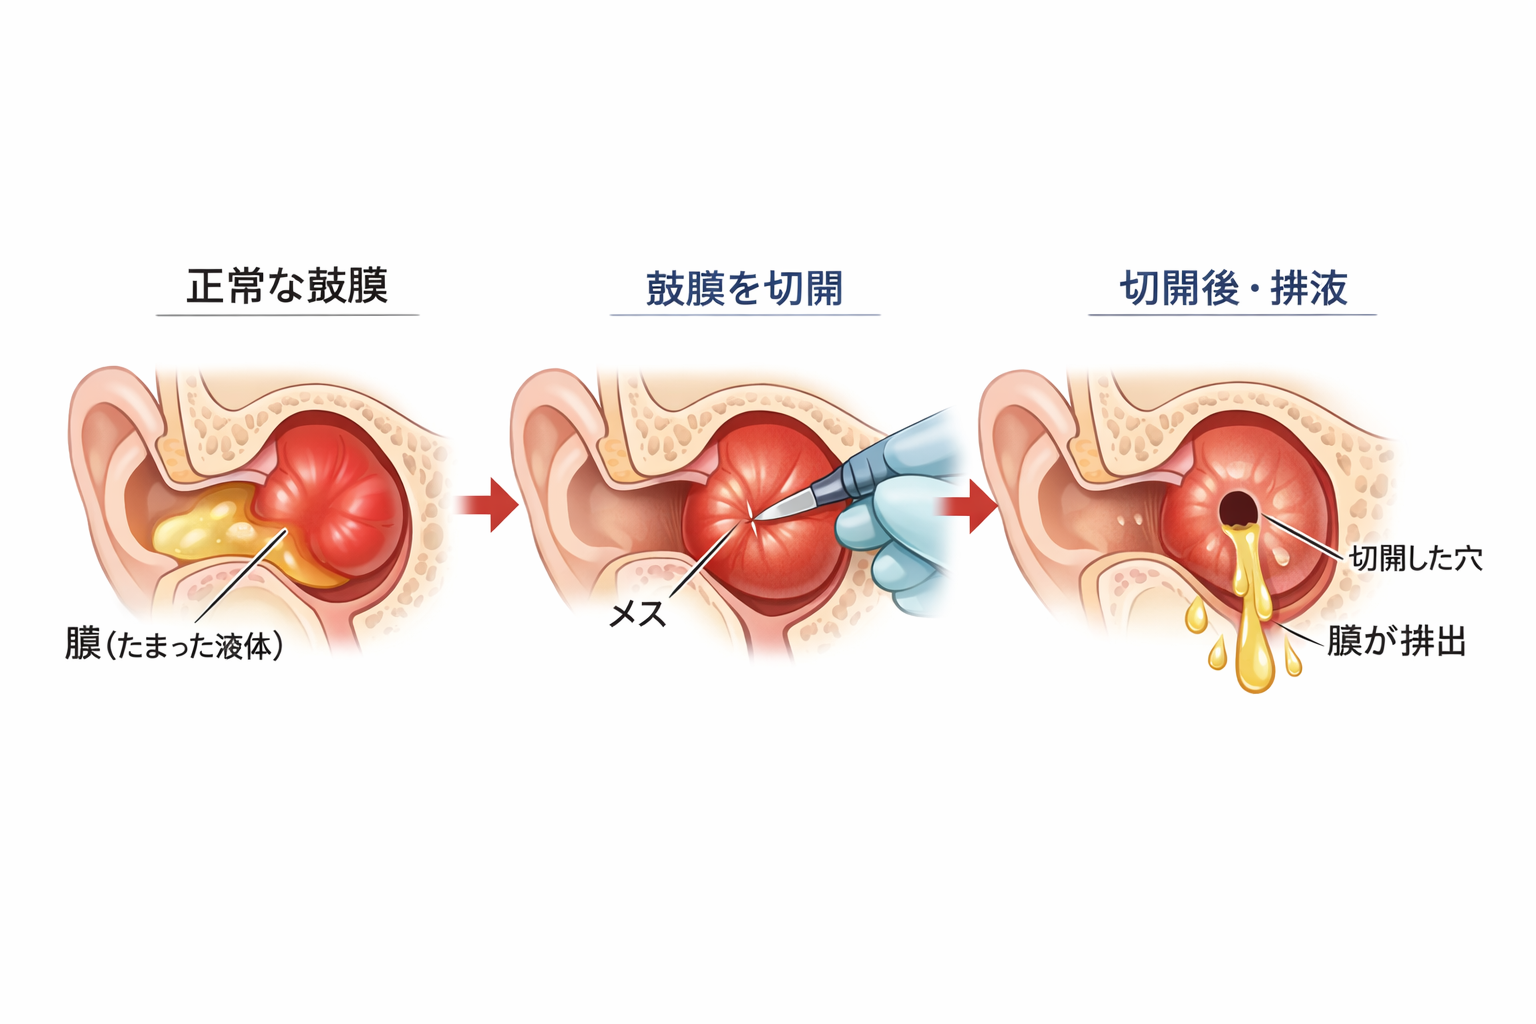 正常な鼓膜
鼓膜を切開
切開後・排液
膿(たまった液体)
メス
切開した穴
膿が排出